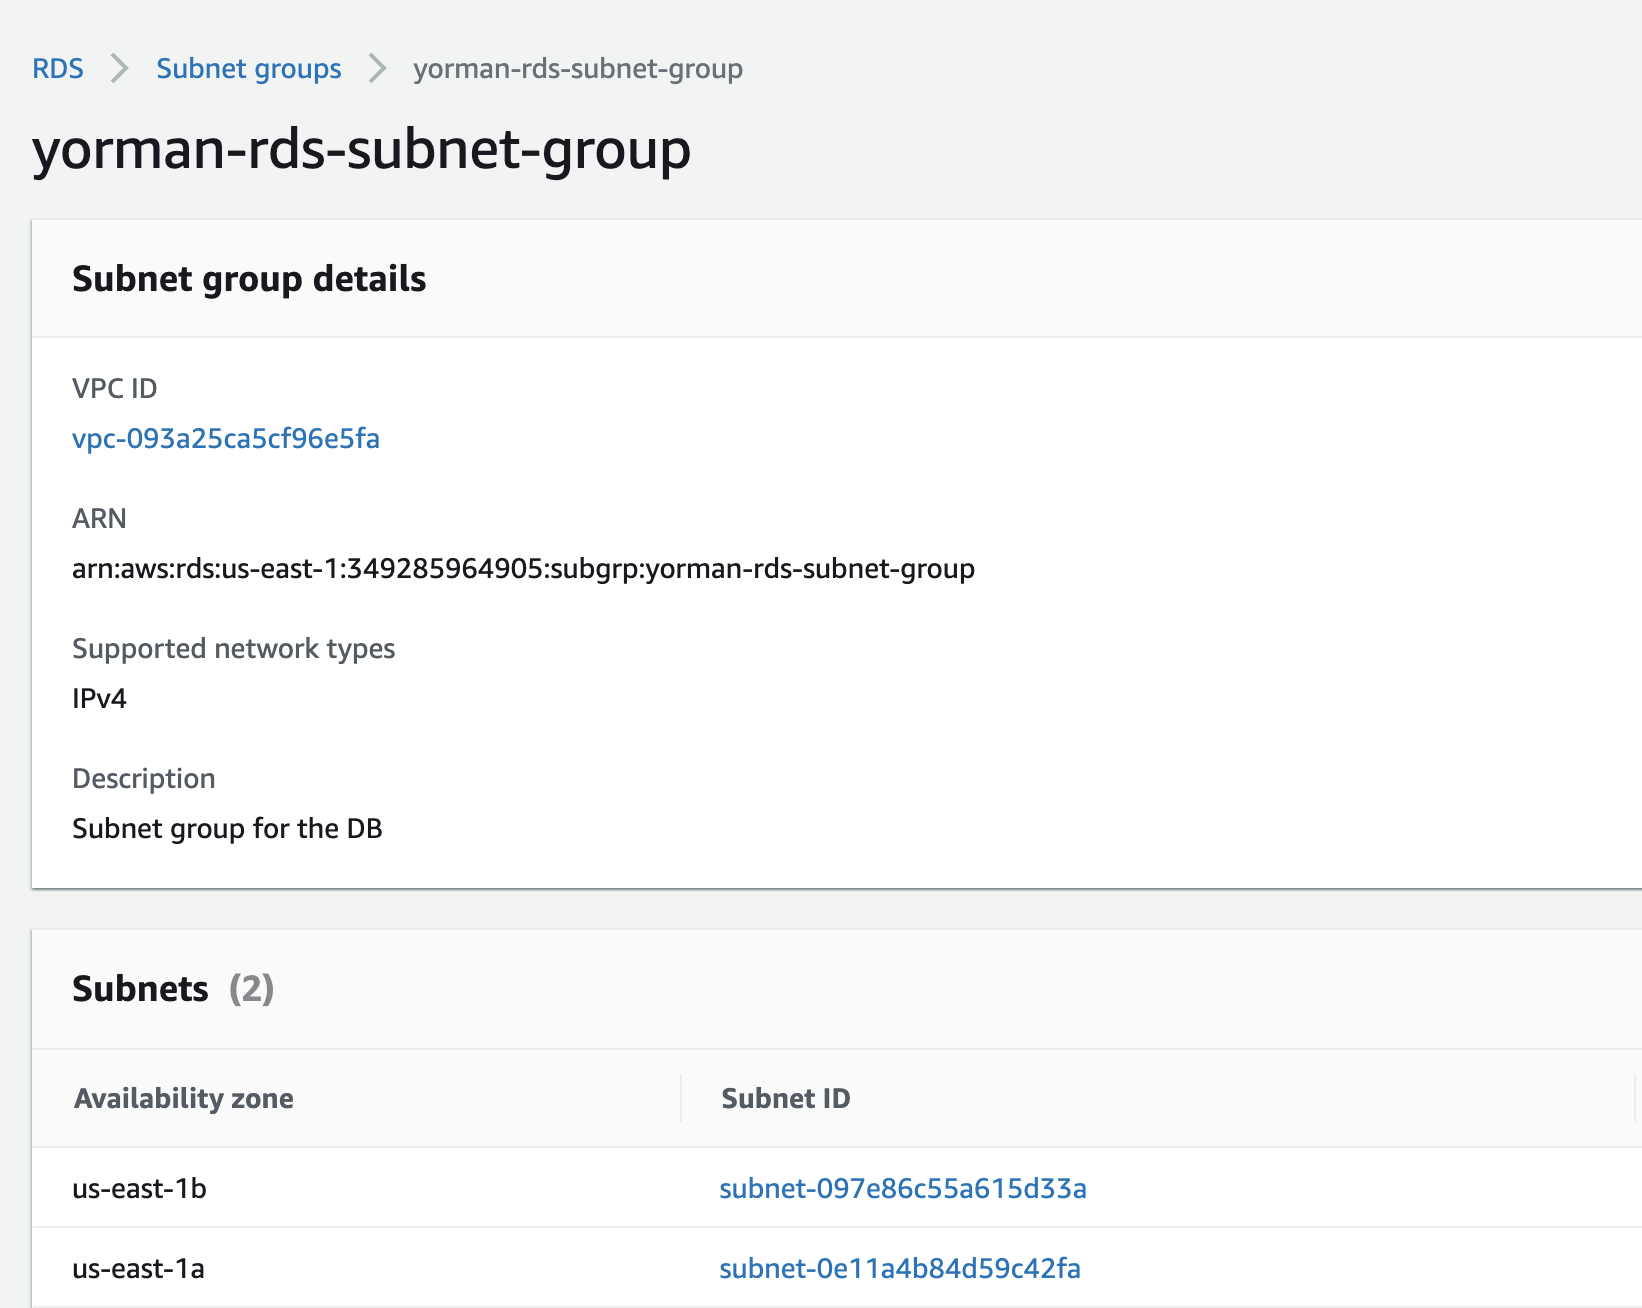 RDS > Subnet groups > yorman-rds-subnet-group
yorman-rds-subnet-group
Subnet group details
VPC ID
vpc-093a25ca5cf96e5fa
ARN
arn:aws:rds:us-east-1:349285964905:subgrp:yorman-rds-subnet-group
Supported network types
IPv4
Description
Subnet group for the DB
Subnets (2)
Availability zone Subnet ID
us-east-1b subnet-097e86c55a615d33a
us-east-1a subnet-0e11a4b84d59c42fa